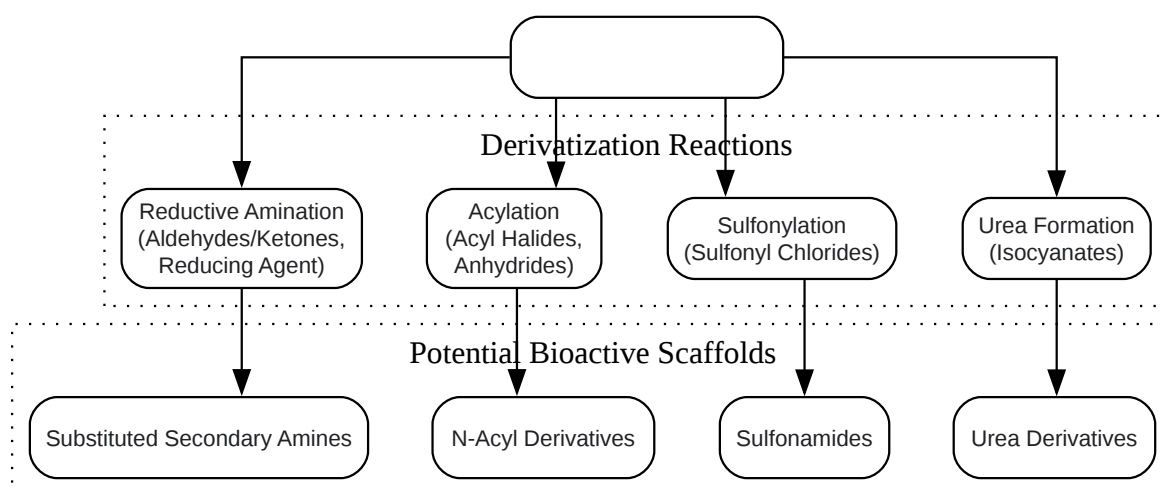 Derivatization Reactions
Reductive Amination
(Aldehydes/Ketones,
Reducing Agent)
Acylation
(Acyl Halides,
Anhydrides)
Sulfonylation
(Sulfonyl Chlorides)
Urea Formation
(Isocyanates)
Potential Bioactive Scaffolds
Substituted Secondary Amines
N-Acyl Derivatives
Sulfonamides
Urea Derivatives